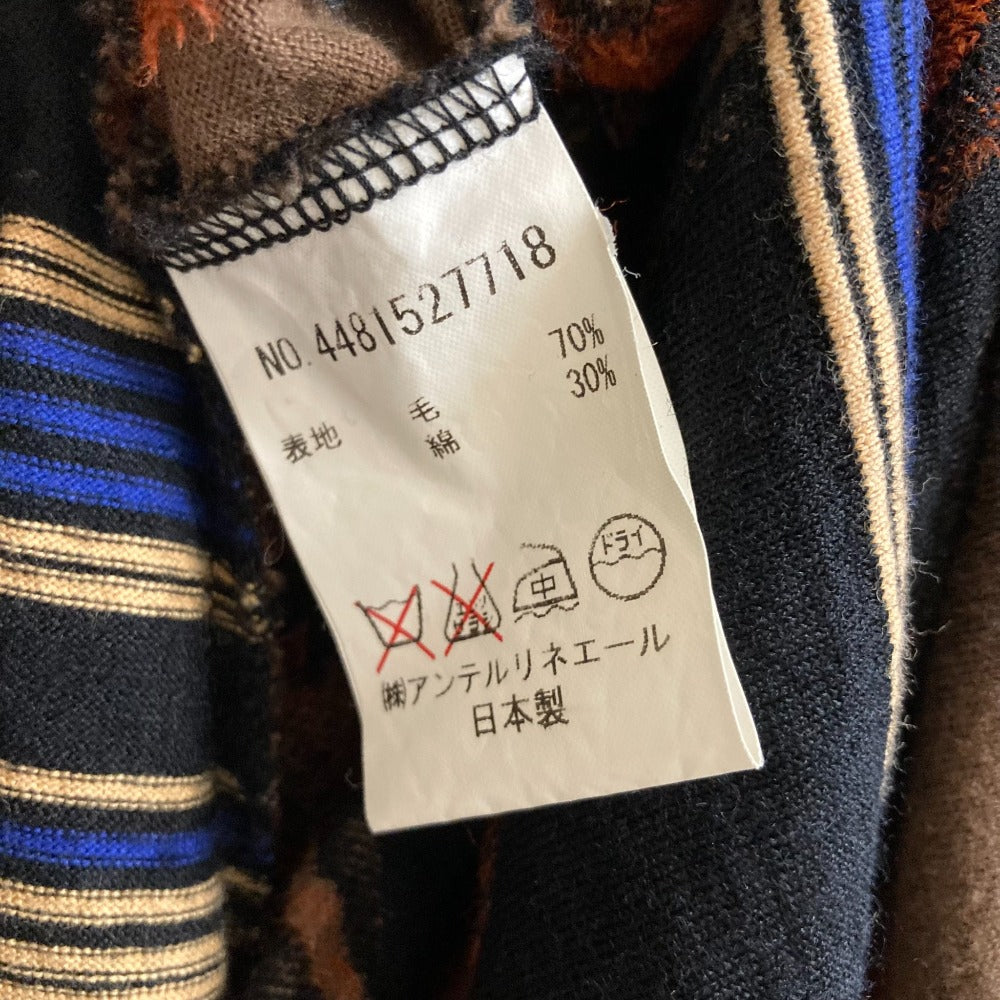 NO. 4481527718
表地 毛 70%
綿 30%
中 ドライ
㈱アンテルリネエール
日本製